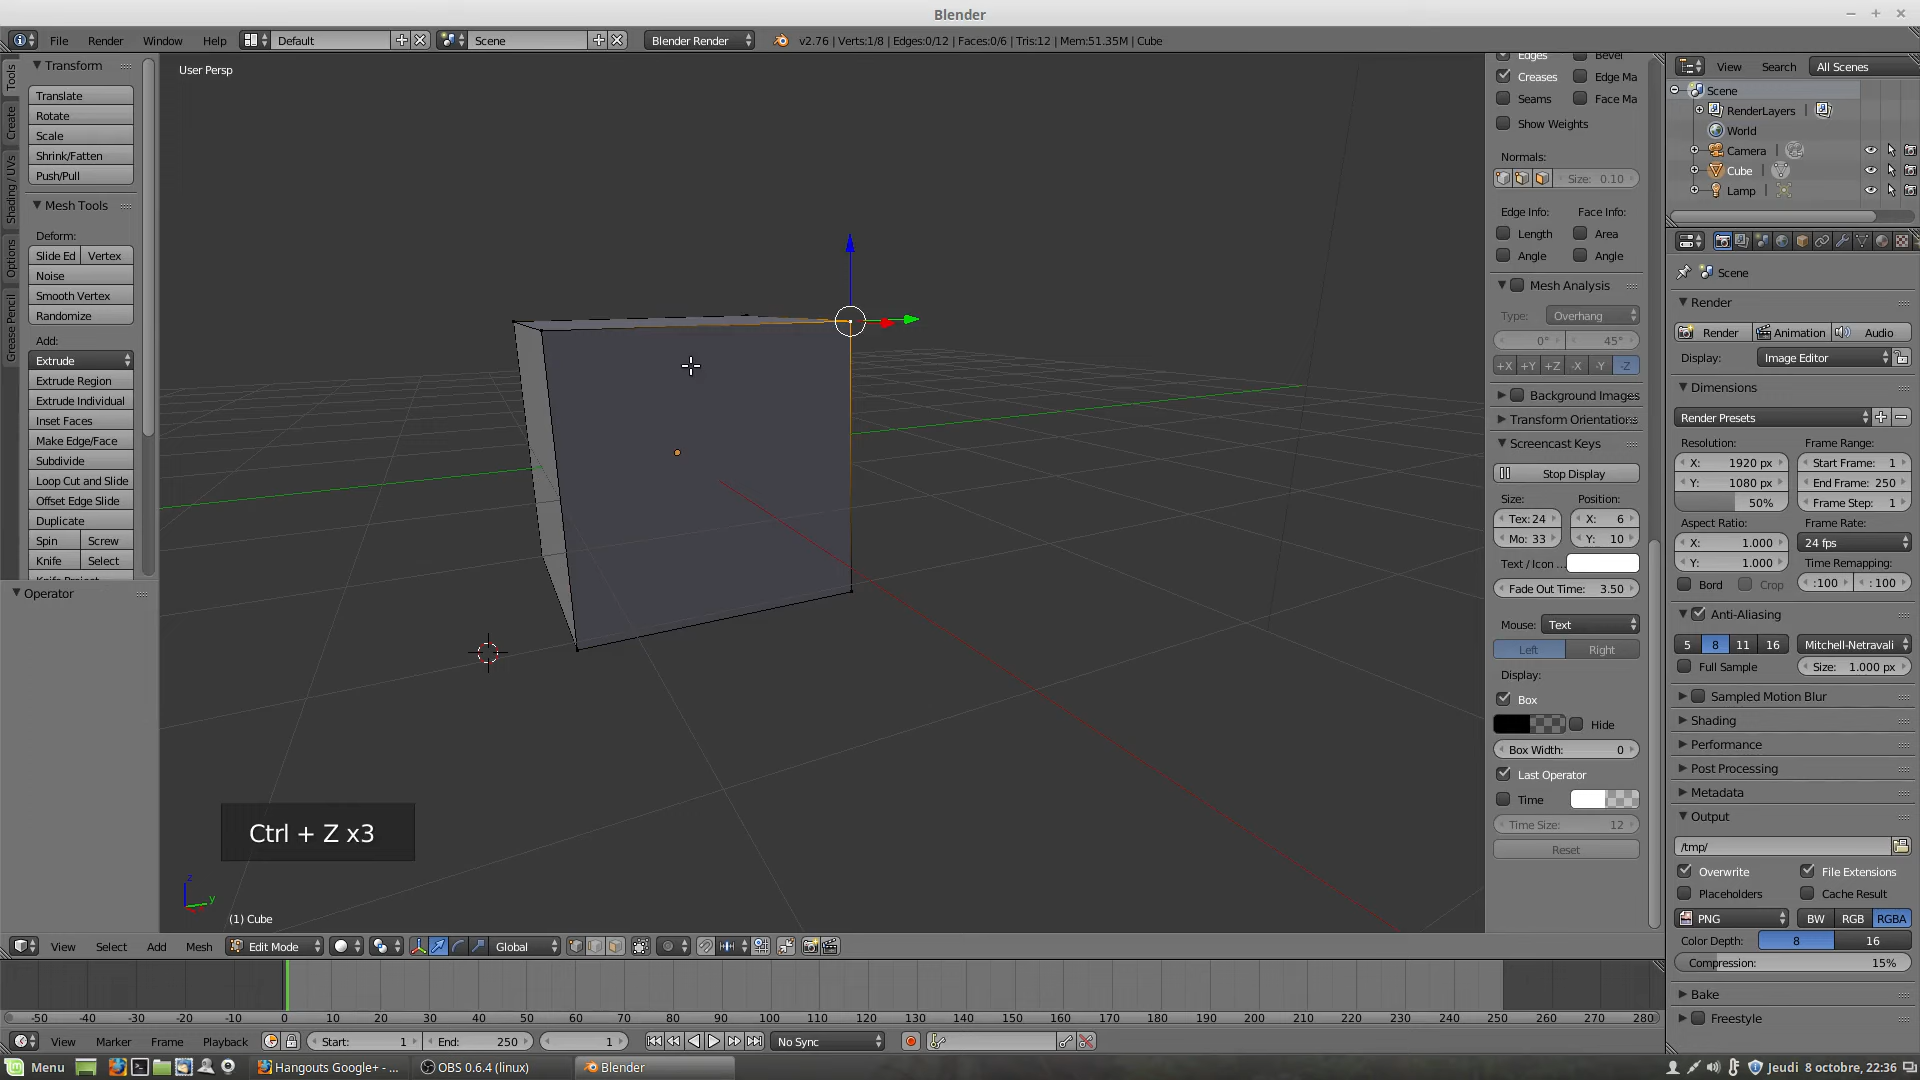 Blender
File Render Window Help Default Scene Blender Render v2.76 | Verts:1/8 | Edges:0/12 | Faces:0/6 | Tris:12 | Mem:51.35M | Cube
Tools
Create
Shading / UVs
Options
Grease Pencil
Transform
Translate
Rotate
Scale
Shrink/Fatten
Push/Pull
Mesh Tools
Deform:
Slide Ed Vertex
Noise
Smooth Vertex
Randomize
Add:
Extrude
Extrude Region
Extrude Individual
Inset Faces
Make Edge/Face
Subdivide
Loop Cut and Slide
Offset Edge Slide
Duplicate
Spin Screw
Knife Select
Knife Project
Operator
User Persp
Ctrl + Z x3
z
y
(1) Cube
Edges Bevel
Creases Edge Ma
Seams Face Ma
Show Weights
Normals:
Size: 0.10
Edge Info: Face Info:
Length Area
Angle Angle
Mesh Analysis
Type: Overhang
0° 45°
+X +Y +Z -X -Y -Z
Background Images
Transform Orientations
Screencast Keys
Stop Display
Size: Position:
Tex: 24 X: 6
Mo: 33 Y: 10
Text / Icon ...
Fade Out Time: 3.50
Mouse: Text
Left Right
Display:
Box
Hide
Box Width: 0
Last Operator
Time
Time Size: 12
Reset
View Search All Scenes
Scene
RenderLayers |
World
Camera |
Cube |
Lamp |
Scene
Render
Render Animation Audio
Display: Image Editor
Dimensions
Render Presets
Resolution: Frame Range:
X: 1920 px Start Frame: 1
Y: 1080 px End Frame: 250
50% Frame Step: 1
Aspect Ratio: Frame Rate:
X: 1.000 24 fps
Y: 1.000 Time Remapping:
Bord Crop :100 : 100
Anti-Aliasing
5 8 11 16 Mitchell-Netravali
Full Sample Size: 1.000 px
Sampled Motion Blur
Shading
Performance
Post Processing
Metadata
Output
/tmp/
Overwrite File Extensions
Placeholders Cache Result
PNG BW RGB RGBA
Color Depth: 8 16
Compression: 15%
Bake
Freestyle
View Select Add Mesh Edit Mode Global
-50 -40 -30 -20 -10 0 10 20 30 40 50 60 70 80 90 100 110 120 130 140 150 160 170 180 190 200 210 220 230 240 250 260 270 280
View Marker Frame Playback Start: 1 End: 250 1 No Sync
Menu Hangouts Google+ - ... OBS 0.6.4 (linux) Blender Jeudi 8 octobre, 22:36